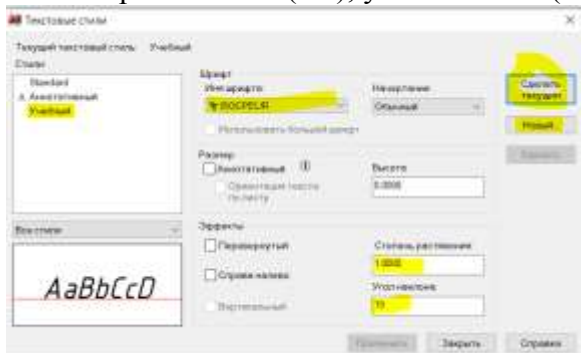 Текстовые стили
Текущий текстовый стиль: Учебный
Стили
Standard
Аннотативный
Учебный
Шрифт
Имя шрифта
ISOCPEUR
Начертание
Обычный
Использовать большой шрифт
Сделать текущим
Новый...
Удалить
Размер
Аннотативный
Ориентация текста
по листу
Высота
0.0000
Все стили
Эффекты
Перевернутый
Справа налево
Вертикальный
Степень растяжения
1.0000
Угол наклона
AaBbCcD
Применить
Закрыть
Справка